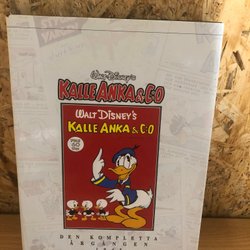 Walt Disney's
KALLE ANKA & C:O
WALT DISNEY'S
KALLE ANKA & C:O
DEN KOMPLETTA
ÅRGÅNGEN